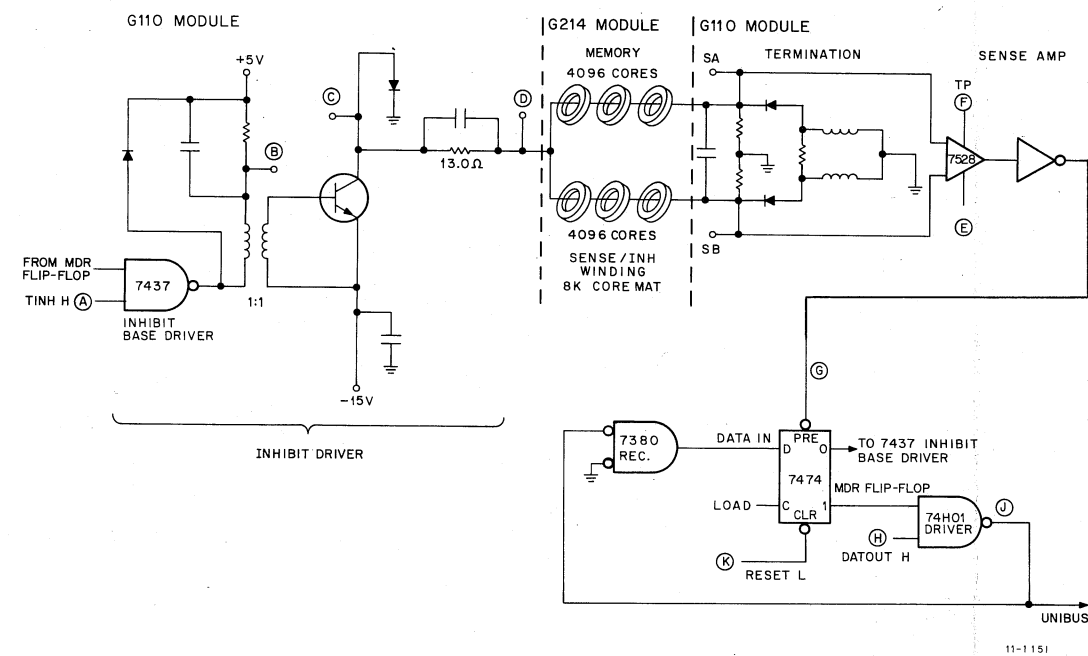 G110 MODULE
G214 MODULE
G110 MODULE
MEMORY
4096 CORES
TERMINATION
SENSE AMP
+5V
C
D
SA
TP
F
B
13.0Ω
7528
4096 CORES
SB
E
SENSE/INH
WINDING
8K CORE MAT
FROM MDR
FLIP-FLOP
7437
TINH H A
1:1
INHIBIT
BASE DRIVER
-15V
INHIBIT DRIVER
G
7380
REC.
DATA IN
PRE
D
0
TO 7437 INHIBIT
BASE DRIVER
7474
MDR FLIP-FLOP
LOAD
C
1
CLR
74H01
DRIVER
J
H
DATOUT H
K
RESET L
UNIBUS
11-1151